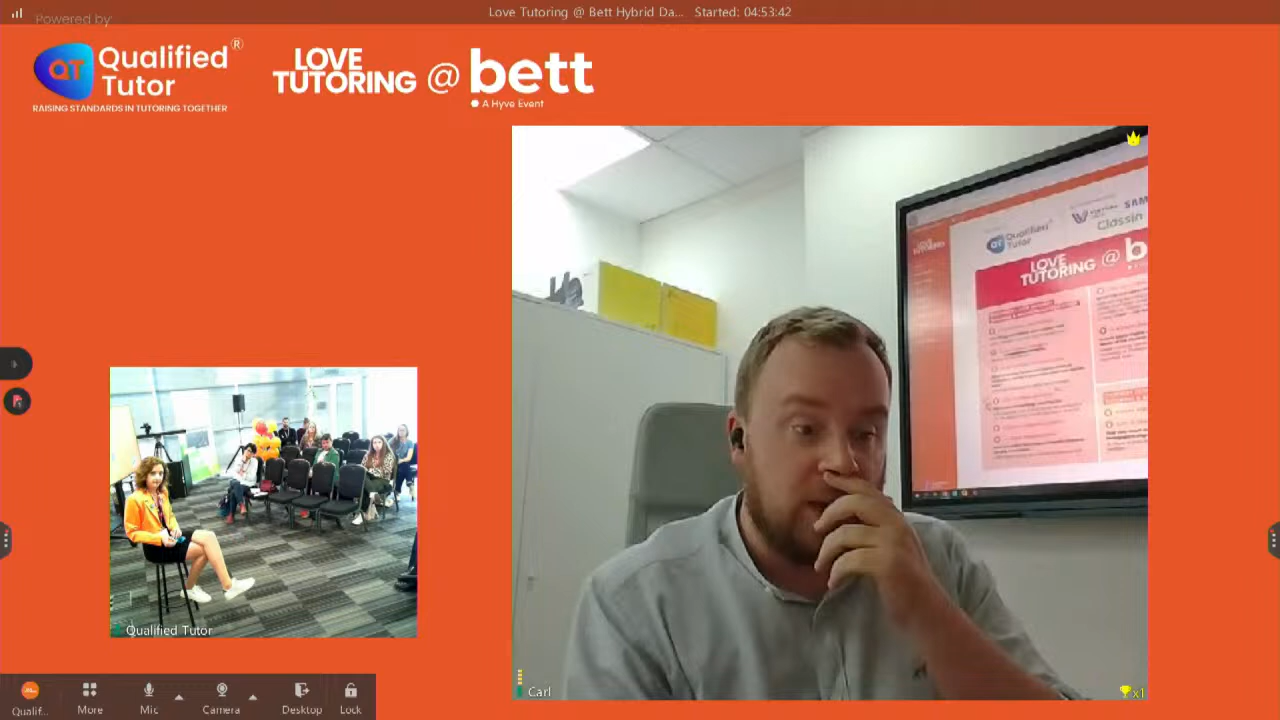 Love Tutoring @ Bett Hybrid Da... Started: 04:53:42
Powered by
QT
Qualified
Tutor
®
RAISING STANDARDS IN TUTORING TOGETHER
LOVE
TUTORING @ bett
A Hyve Event
SAM
Classin
Qualified
Tutor
LOVE
TUTORING @ b
Qualified Tutor
Carl
x1
Qualif...
More
Mic
Camera
Desktop
Lock